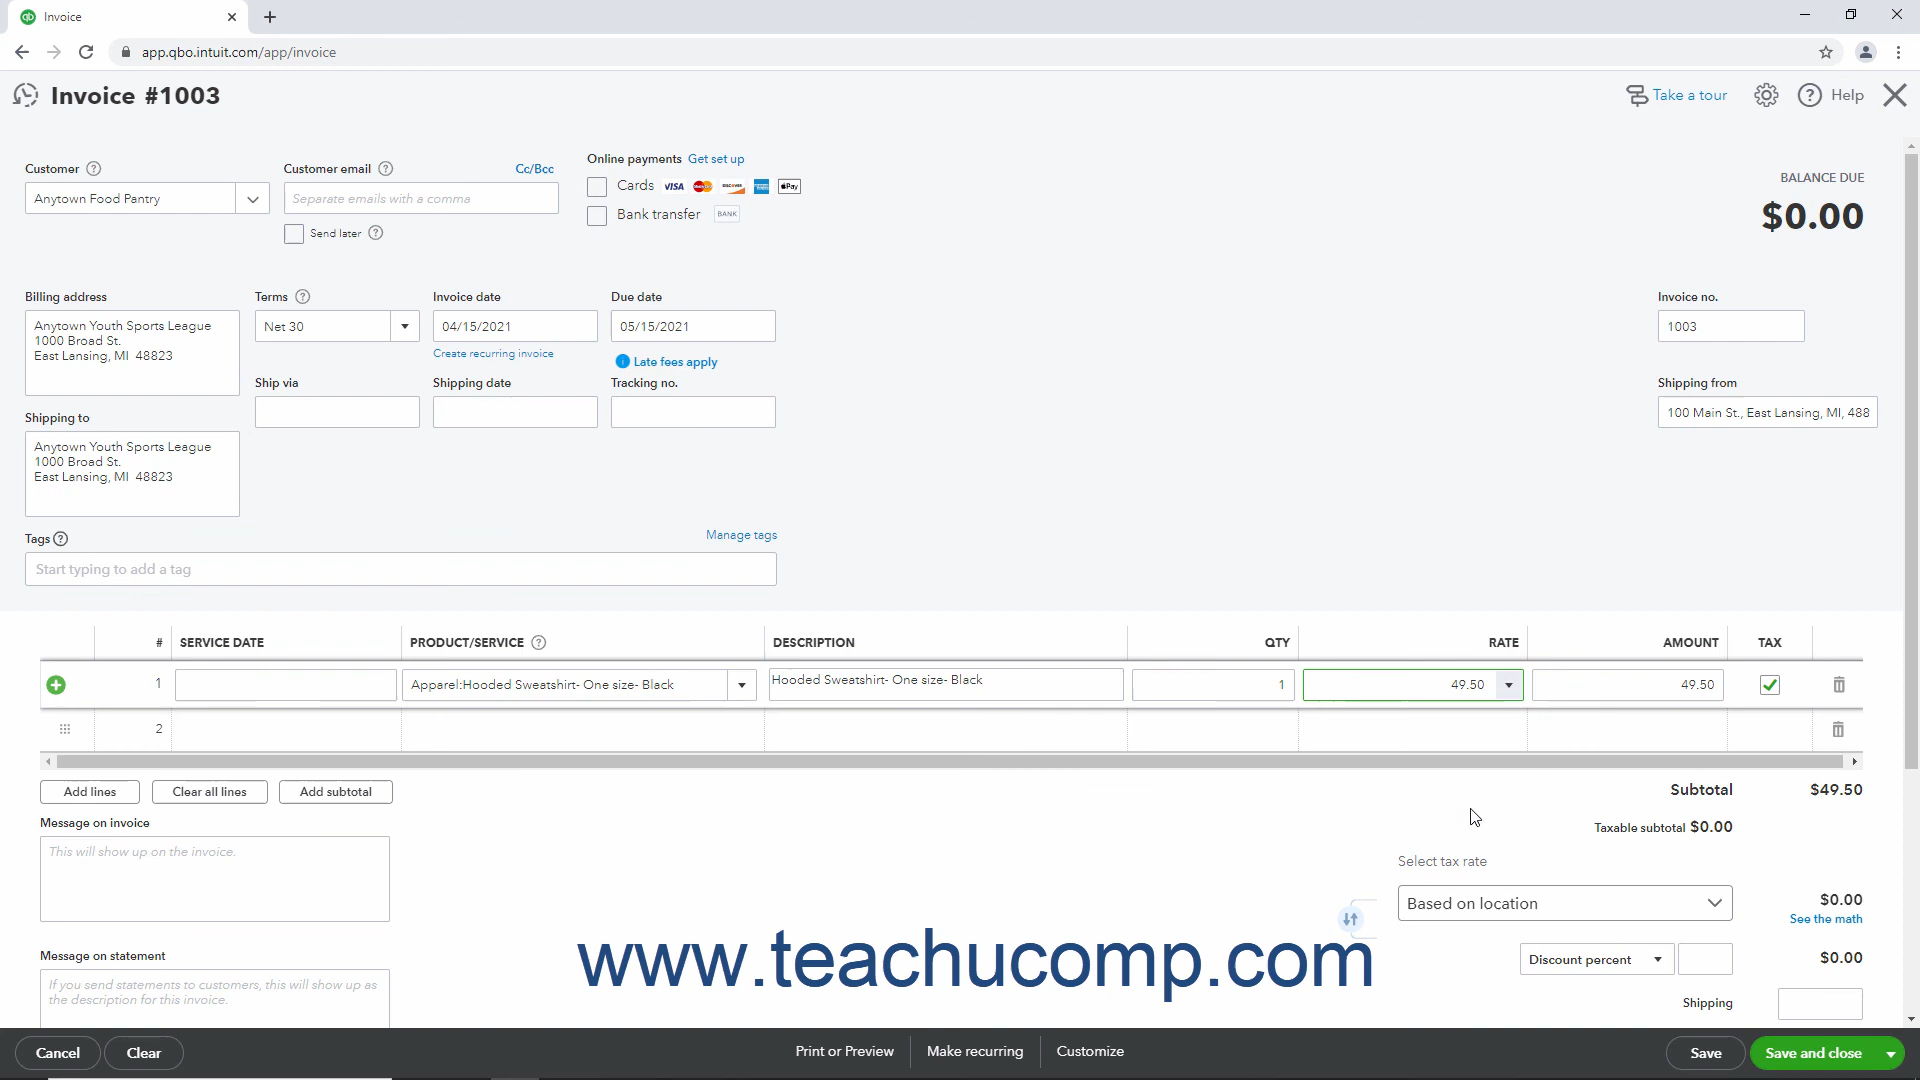 Invoice
app.qbo.intuit.com/app/invoice
Invoice #1003
Take a tour
Help
Customer
Customer email
Cc/Bcc
Online payments Get set up
Anytown Food Pantry
Separate emails with a comma
Cards VISA DISCOVER Pay
Bank transfer BANK
Send later
BALANCE DUE
$0.00
Billing address
Terms
Invoice date
Due date
Invoice no.
Anytown Youth Sports League
1000 Broad St.
East Lansing, MI 48823
Net 30
04/15/2021
05/15/2021
1003
Create recurring invoice
Late fees apply
Ship via
Shipping date
Tracking no.
Shipping from
100 Main St., East Lansing, MI, 488
Shipping to
Anytown Youth Sports League
1000 Broad St.
East Lansing, MI 48823
Tags
Manage tags
Start typing to add a tag
# SERVICE DATE PRODUCT/SERVICE DESCRIPTION QTY RATE AMOUNT TAX
1 Apparel:Hooded Sweatshirt- One size- Black Hooded Sweatshirt- One size- Black 1 49.50 49.50
2
Add lines Clear all lines Add subtotal
Subtotal $49.50
Message on invoice
Taxable subtotal $0.00
This will show up on the invoice.
Select tax rate
Based on location
$0.00
See the math
www.teachucomp.com
Message on statement
Discount percent
$0.00
If you send statements to customers, this will show up as
the description for this invoice.
Shipping
Cancel Clear Print or Preview Make recurring Customize Save Save and close